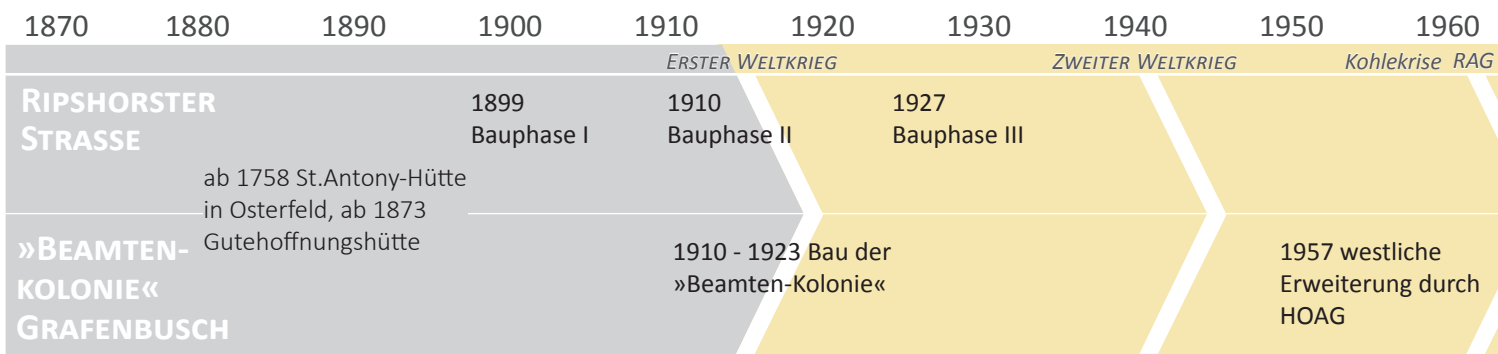 1870 1880 1890 1900 1910 1920 1930 1940 1950 1960
Erster Weltkrieg Zweiter Weltkrieg Kohlekrise RAG
Ripshorster
Strasse
1899
Bauphase I
1910
Bauphase II
1927
Bauphase III
ab 1758 St.Antony-Hütte
in Osterfeld, ab 1873
Gutehoffnungshütte
»Beamten-
kolonie«
Grafenbusch
1910 - 1923 Bau der
»Beamten-Kolonie«
1957 westliche
Erweiterung durch
HOAG